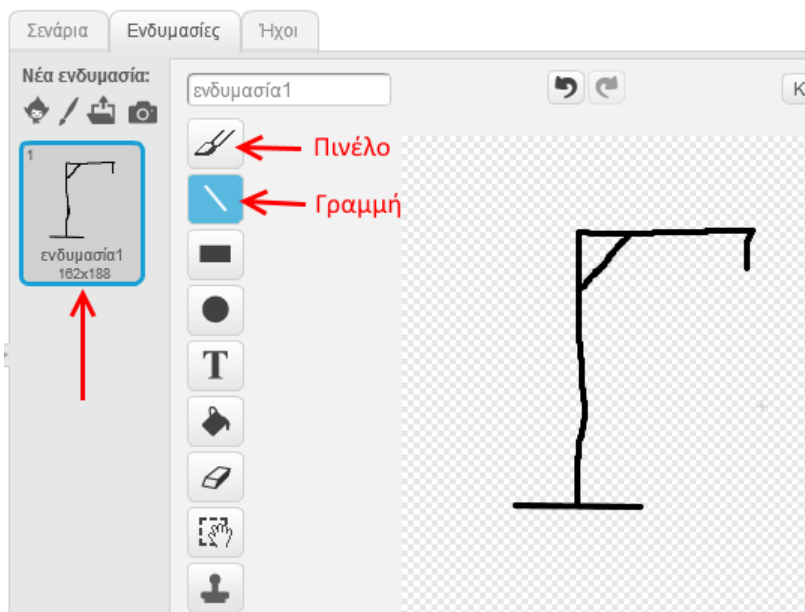 Σενάρια Ενδυμασίες Ήχοι
Νέα ενδυμασία:
ενδυμασία1
Κ
1
Πινέλο
Γραμμή
ενδυμασία1
162x188
T